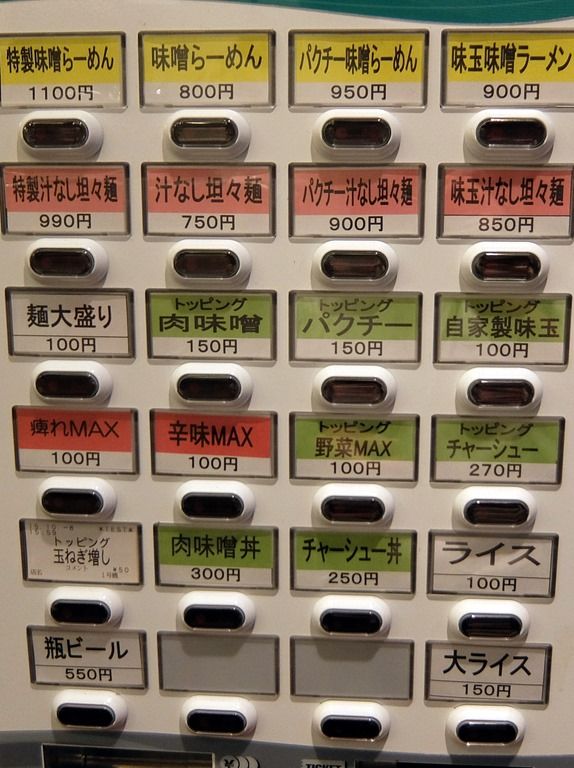 特製味噌らーめん
1100円
味噌らーめん
800円
パクチー味噌らーめん
950円
味玉味噌ラーメン
900円
特製汁なし坦々麺
990円
汁なし坦々麺
750円
パクチー汁なし坦々麺
900円
味玉汁なし坦々麺
850円
麺大盛り
100円
トッピング
肉味噌
150円
トッピング
パクチー
150円
トッピング
自家製味玉
100円
痺れMAX
100円
辛味MAX
100円
トッピング
野菜MAX
100円
トッピング
チャーシュー
270円
*TEST*
トッピング
玉ねぎ増し
コメント
¥50
店名
1号機
肉味噌丼
300円
チャーシュー丼
250円
ライス
100円
瓶ビール
550円
大ライス
150円
TICKET